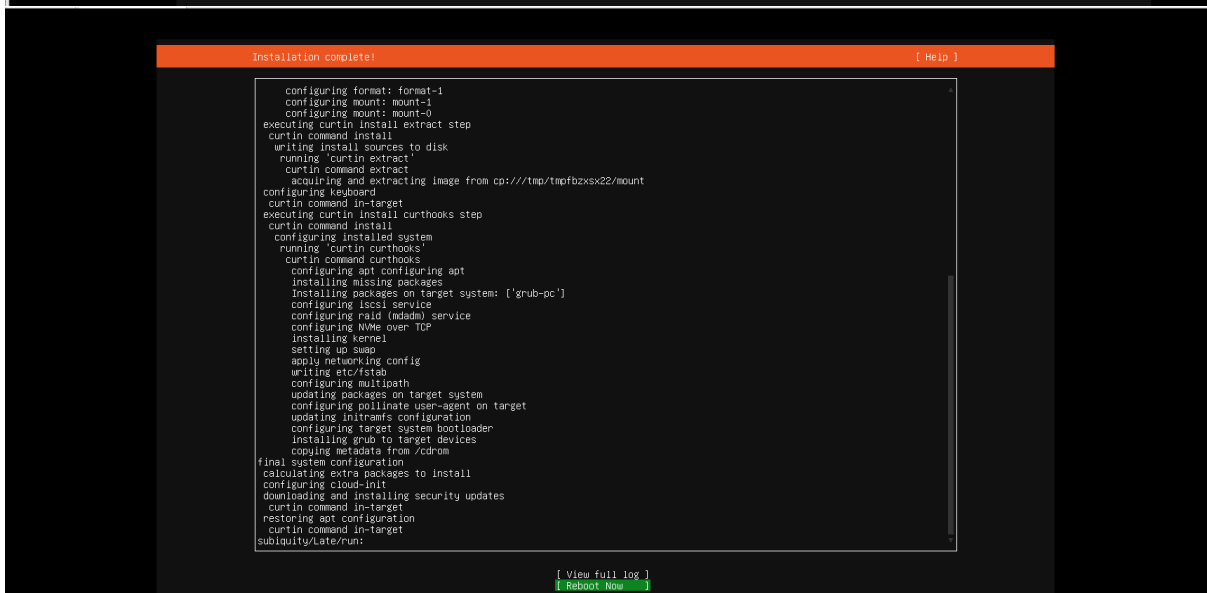 Installation complete! [ Help ]
configuring format: format-1
configuring mount: mount-1
configuring mount: mount-0
executing curtin install extract step
curtin command install
writing install sources to disk
running 'curtin extract'
curtin command extract
acquiring and extracting image from cp:///tmp/tmpfbzxsx22/mount
configuring keyboard
curtin command in-target
executing curtin install curthooks step
curtin command install
configuring installed system
running 'curtin curthooks'
curtin command curthooks
configuring apt configuring apt
installing missing packages
Installing packages on target system: ['grub-pc']
configuring iscsi service
configuring raid (mdadm) service
configuring NVMe over TCP
installing kernel
setting up swap
apply networking config
writing etc/fstab
configuring multipath
updating packages on target system
configuring pollinate user-agent on target
updating initramfs configuration
configuring target system bootloader
installing grub to target devices
copying metadata from /cdrom
final system configuration
calculating extra packages to install
configuring cloud-init
downloading and installing security updates
curtin command in-target
restoring apt configuration
curtin command in-target
subiquity/Late/run:
[ View full log ]
[ Reboot Now ]